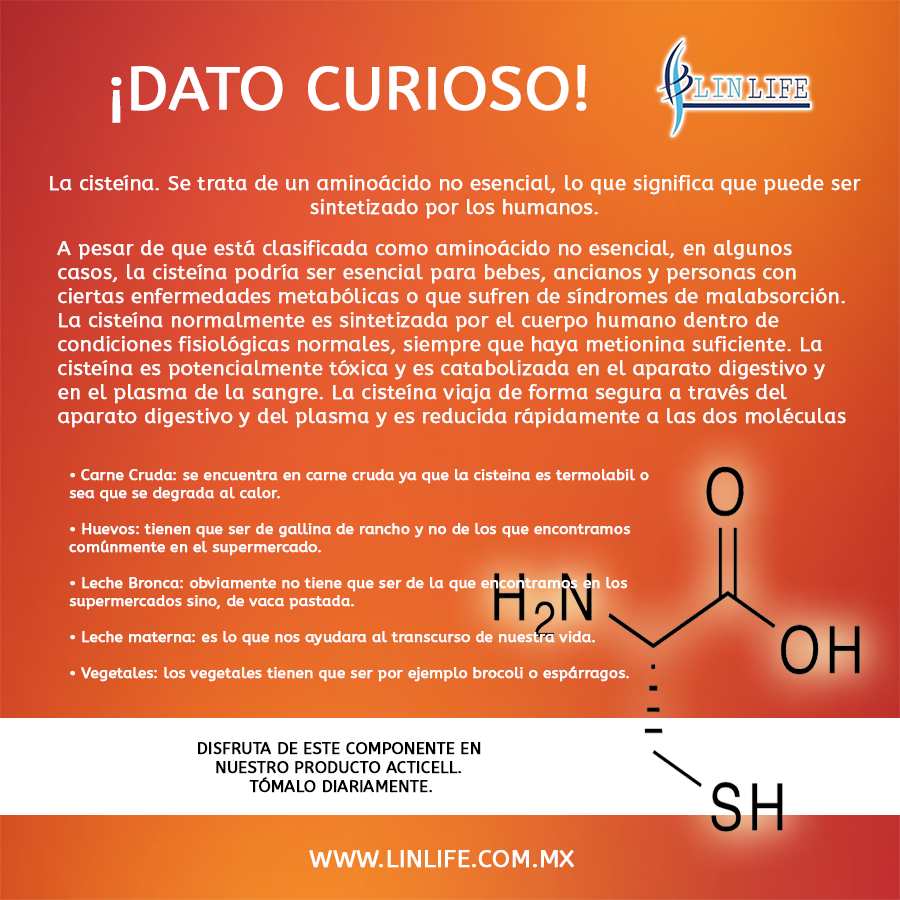 ¡DATO CURIOSO!
LINLIFE
La cisteína. Se trata de un aminoácido no esencial, lo que significa que puede ser
sintetizado por los humanos.
A pesar de que está clasificada como aminoácido no esencial, en algunos
casos, la cisteína podría ser esencial para bebes, ancianos y personas con
ciertas enfermedades metabólicas o que sufren de síndromes de malabsorción.
La cisteína normalmente es sintetizada por el cuerpo humano dentro de
condiciones fisiológicas normales, siempre que haya metionina suficiente. La
cisteína es potencialmente tóxica y es catabolizada en el aparato digestivo y
en el plasma de la sangre. La cisteína viaja de forma segura a través del
aparato digestivo y del plasma y es reducida rápidamente a las dos moléculas
• Carne Cruda: se encuentra en carne cruda ya que la cisteina es termolabil o
sea que se degrada al calor.
• Huevos: tienen que ser de gallina de rancho y no de los que encontramos
comúnmente en el supermercado.
• Leche Bronca: obviamente no tiene que ser de la que encontramos en los
supermercados sino, de vaca pastada.
• Leche materna: es lo que nos ayudara al transcurso de nuestra vida.
• Vegetales: los vegetales tienen que ser por ejemplo brocoli o espárragos.
O
H2N
OH
SH
DISFRUTA DE ESTE COMPONENTE EN
NUESTRO PRODUCTO ACTICELL.
TÓMALO DIARIAMENTE.
WWW.LINLIFE.COM.MX